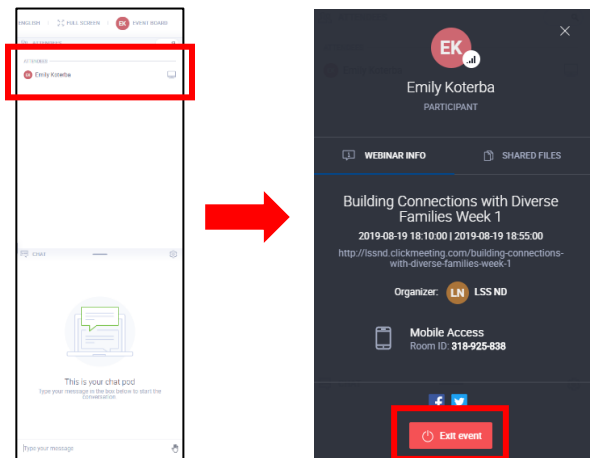 ENGLISH FULL SCREEN EK EVENT BOARD
ATTENDEES
ATTENDEES
EK Emily Koterba
CHAT
This is your chat pod
Type your message in the box below to start the
conversation
Type your message
EK
Emily Koterba
PARTICIPANT
WEBINAR INFO SHARED FILES
Building Connections with Diverse
Families Week 1
2019-08-19 18:10:00 | 2019-08-19 18:55:00
http://lssnd.clickmeeting.com/building-connections-
with-diverse-families-week-1
Organizer: LN LSS ND
Mobile Access
Room ID: 318-925-838
Exit event